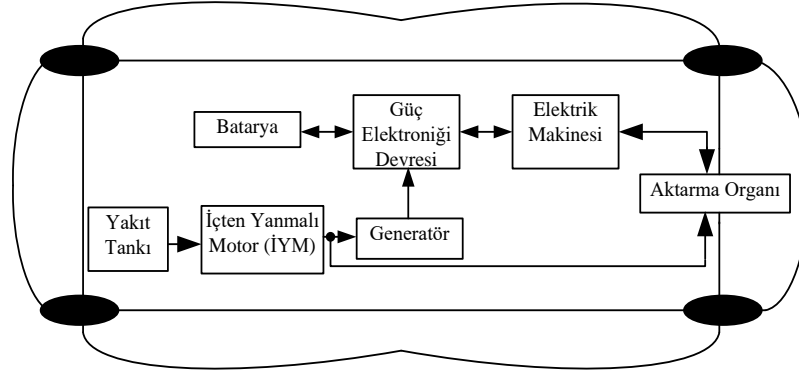 Batarya
Güç
Elektroniği
Devresi
Elektrik
Makinesi
Aktarma Organı
Yakıt
Tankı
İçten Yanmalı
Motor (İYM)
Generatör